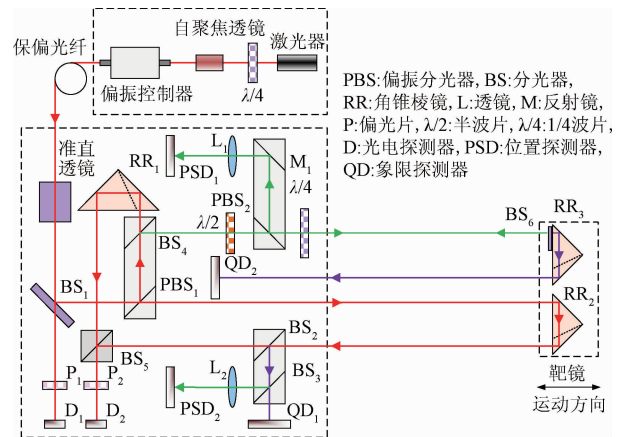 自聚焦透镜
激光器
保偏光纤
偏振控制器
λ/4
PBS:偏振分光器, BS:分光器,
RR:角锥棱镜, L:透镜, M:反射镜,
P:偏光片, λ/2:半波片, λ/4:1/4波片,
D:光电探测器, PSD:位置探测器,
QD:象限探测器
准直
透镜
RR₁
PSD₁
L₁
M₁
λ/4
PBS₂
λ/2
BS₄
QD₂
BS₆
RR₃
BS₁
PBS₁
RR₂
BS₂
BS₅
BS₃
P₁
P₂
L₂
PSD₂
D₁
D₂
QD₁
靶镜
运动方向